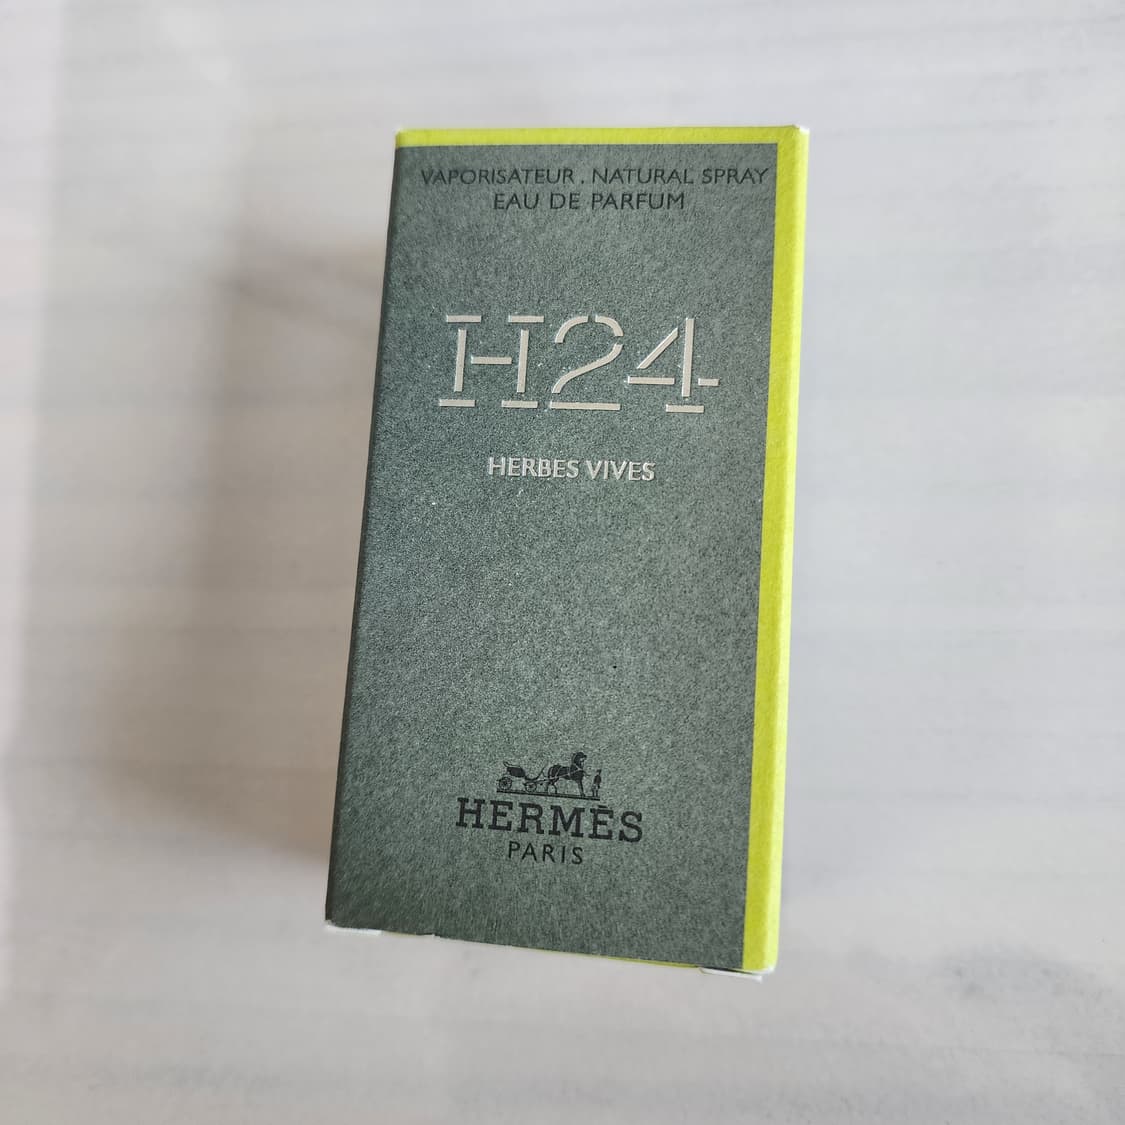 VAPORISATEUR . NATURAL SPRAY
EAU DE PARFUM
H24
HERBES VIVES
HERMÈS
PARIS